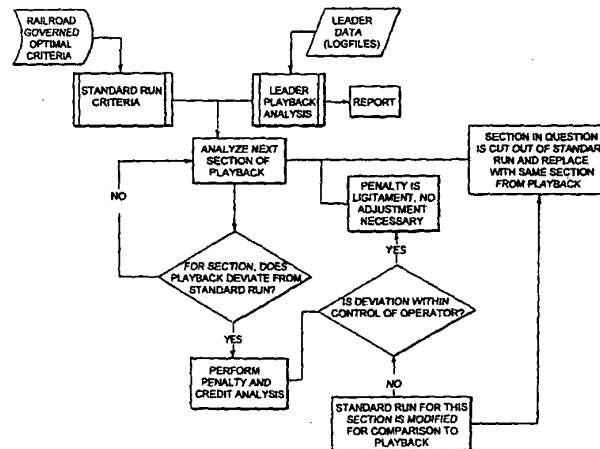 RAILROAD
GOVERNED
OPTIMAL
CRITERIA
LEADER
DATA
(LOGFILES)
STANDARD RUN
CRITERIA
LEADER
PLAYBACK
ANALYSIS
REPORT
ANALYZE NEXT
SECTION OF
PLAYBACK
SECTION IN QUESTION
IS CUT OUT OF STANDARD
RUN AND REPLACE
WITH SAME SECTION
FROM PLAYBACK
NO
PENALTY IS
LIGITAMENT, NO
ADJUSTMENT
NECESSARY
YES
FOR SECTION, DOES
PLAYBACK DEVIATE FROM
STANDARD RUN?
IS DEVIATION WITHIN
CONTROL OF OPERATOR?
YES
PERFORM
PENALTY AND
CREDIT ANALYSIS
NO
STANDARD RUN FOR THIS
SECTION IS MODIFIED
FOR COMPARISON TO
PLAYBACK